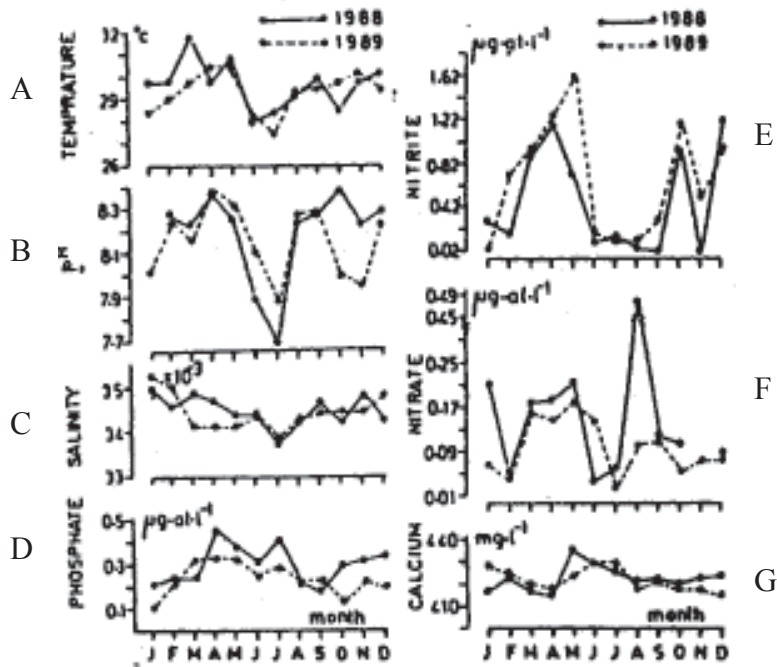 A
TEMPRATURE
°c
1988
1989
32
29
26
B
PH
8.3
8.1
7.9
7.7
C
SALINITY
×10-3
35
34
33
D
PHOSPHATE
µg-at-l-1
0.5
0.3
0.1
month
J F M A M J J A S O N D
1988
1989
E
NITRITE
µg-at-l-1
1.62
1.22
0.82
0.42
0.02
F
NITRATE
µg-at-l-1
0.49
0.45
0.25
0.17
0.09
0.01
G
CALCIUM
mg-l-1
440
410
month
J F M A M J J A S O N D